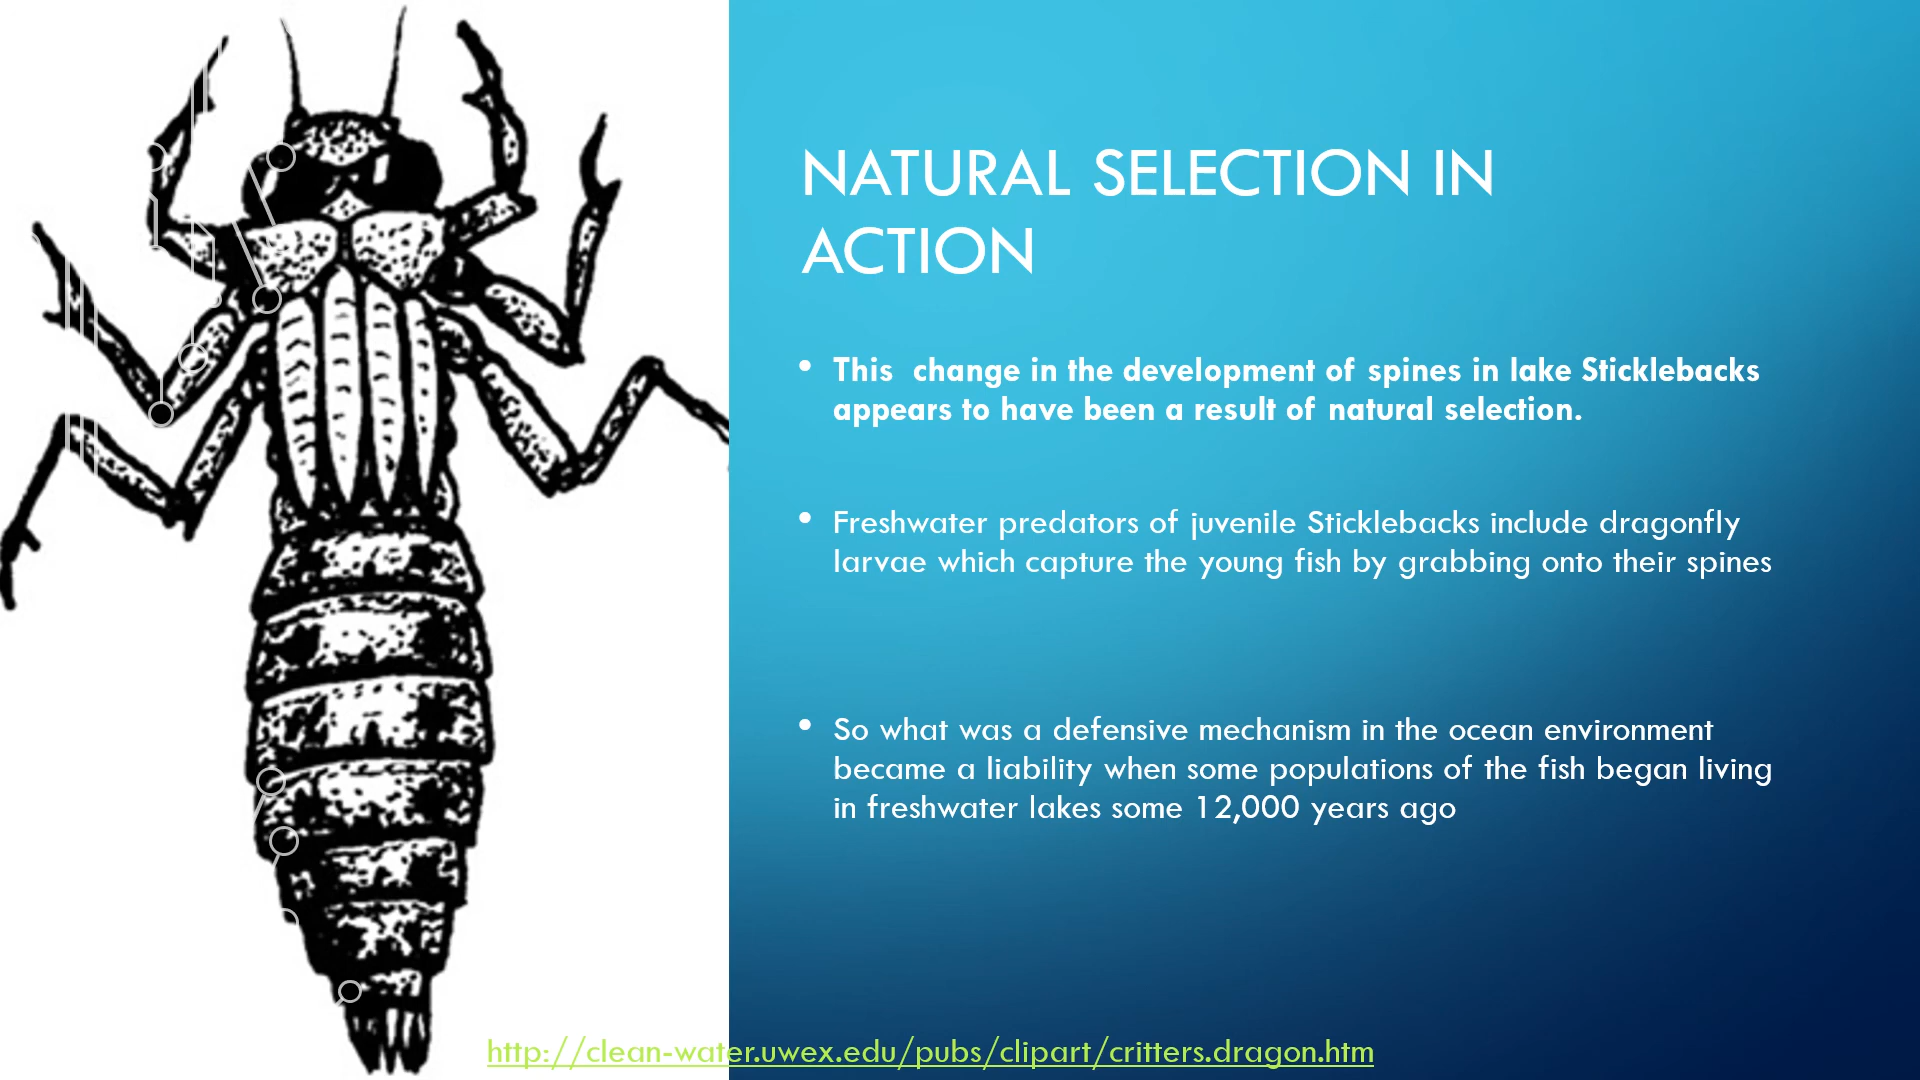 NATURAL SELECTION IN
ACTION
• This  change in the development of spines in lake Sticklebacks
appears to have been a result of natural selection.
• Freshwater predators of juvenile Sticklebacks include dragonfly
larvae which capture the young fish by grabbing onto their spines
• So what was a defensive mechanism in the ocean environment
became a liability when some populations of the fish began living
in freshwater lakes some 12,000 years ago
http://clean-water.uwex.edu/pubs/clipart/critters.dragon.htm